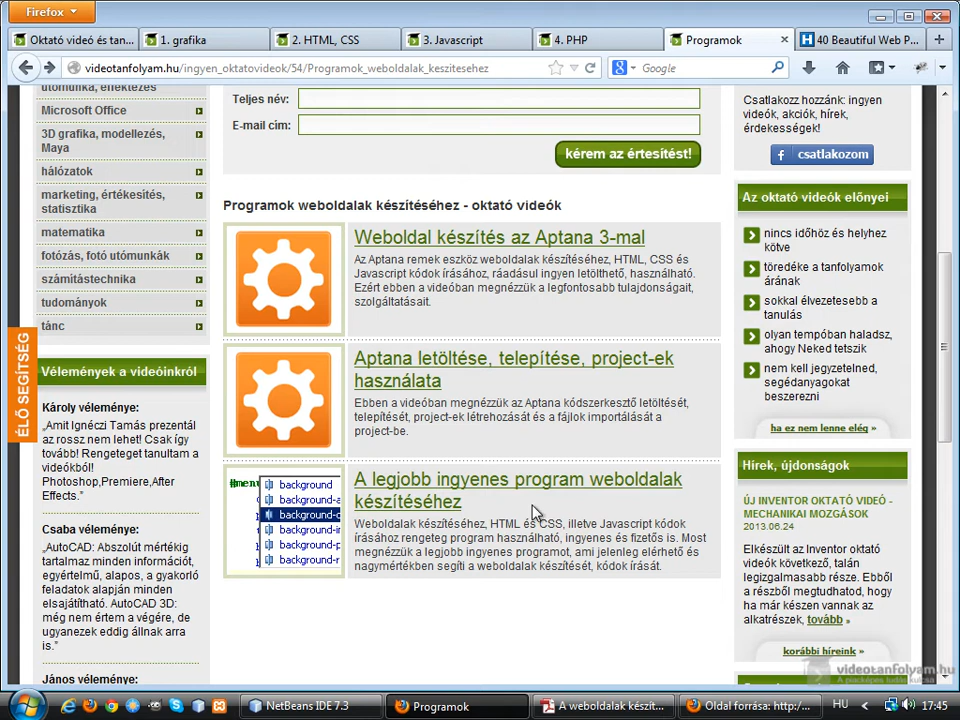 Firefox
Oktató videó és tan...
1. grafika
2. HTML, CSS
3. Javascript
4. PHP
Programok
40 Beautiful Web P...
videotanfolyam.hu/ingyen_oktatovideok/54/Programok_weboldalak_keszitesehez
Google
utómunka, effektezés
Microsoft Office
3D grafika, modellezés,
Maya
hálózatok
marketing, értékesítés,
statisztika
matematika
fotózás, fotó utómunkák
számítástechnika
tudományok
tánc
ÉLŐ SEGÍTSÉG
Vélemények a videóinkról
Károly véleménye:
„Amit Ignéczi Tamás prezentál
az rossz nem lehet! Csak így
tovább! Rengeteget tanultam a
videókból!
Photoshop,Premiere,After
Effects.”
Csaba véleménye:
„AutoCAD: Abszolút mértékig
tartalmaz minden információt,
egyértelmű, alapos, a gyakorló
feladatok alapján minden
elsajátítható. AutoCAD 3D:
még nem értem a végére, de
ugyanezek eddig állnak arra
is.”
János véleménye:
Teljes név:
E-mail cím:
kérem az értesítést!
Programok weboldalak készítéséhez - oktató videók
Weboldal készítés az Aptana 3-mal
Az Aptana remek eszköz weboldalak készítéséhez, HTML, CSS és
Javascript kódok írásához, ráadásul ingyen letölthető, használható.
Ezért ebben a videóban megnézzük a legfontosabb tulajdonságait,
szolgáltatásait.
Aptana letöltése, telepítése, project-ek
használata
Ebben a videóban megnézzük az Aptana kódszerkesztő letöltését,
telepítését, project-ek létrehozását és a fájlok importálását a
project-be.
#menu
background
background-a
background-c
background-in
background-p
background-r
A legjobb ingyenes program weboldalak
készítéséhez
Weboldalak készítéséhez, HTML és CSS, illetve Javascript kódok
írásához rengeteg program használható, ingyenes és fizetős is. Most
megnézzük a legjobb ingyenes programot, ami jelenleg elérhető és
nagymértékben segíti a weboldalak készítését, kódok írását.
Csatlakozz hozzánk: ingyen
videók, akciók, hírek,
érdekességek!
csatlakozom
Az oktató videók előnyei
nincs időhöz és helyhez
kötve
töredéke a tanfolyamok
árának
sokkal élvezetesebb a
tanulás
olyan tempóban haladsz,
ahogy Neked tetszik
nem kell jegyzetelned,
segédanyagokat
beszerezni
ha ez nem lenne elég »
Hírek, újdonságok
ÚJ INVENTOR OKTATÓ VIDEÓ -
MECHANIKAI MOZGÁSOK
2013.06.24
Elkészült az Inventor oktató
videók következő, talán
legizgalmasabb része. Ebből
a részből megtudhatod, hogy
ha már készen vannak az
alkatrészek, tovább »
korábbi híreink »
videotanfolyam.hu
A piacképes tudás kulcsa
NetBeans IDE 7.3
Programok
A weboldalak készít...
Oldal forrása: http:/...
HU
17:45